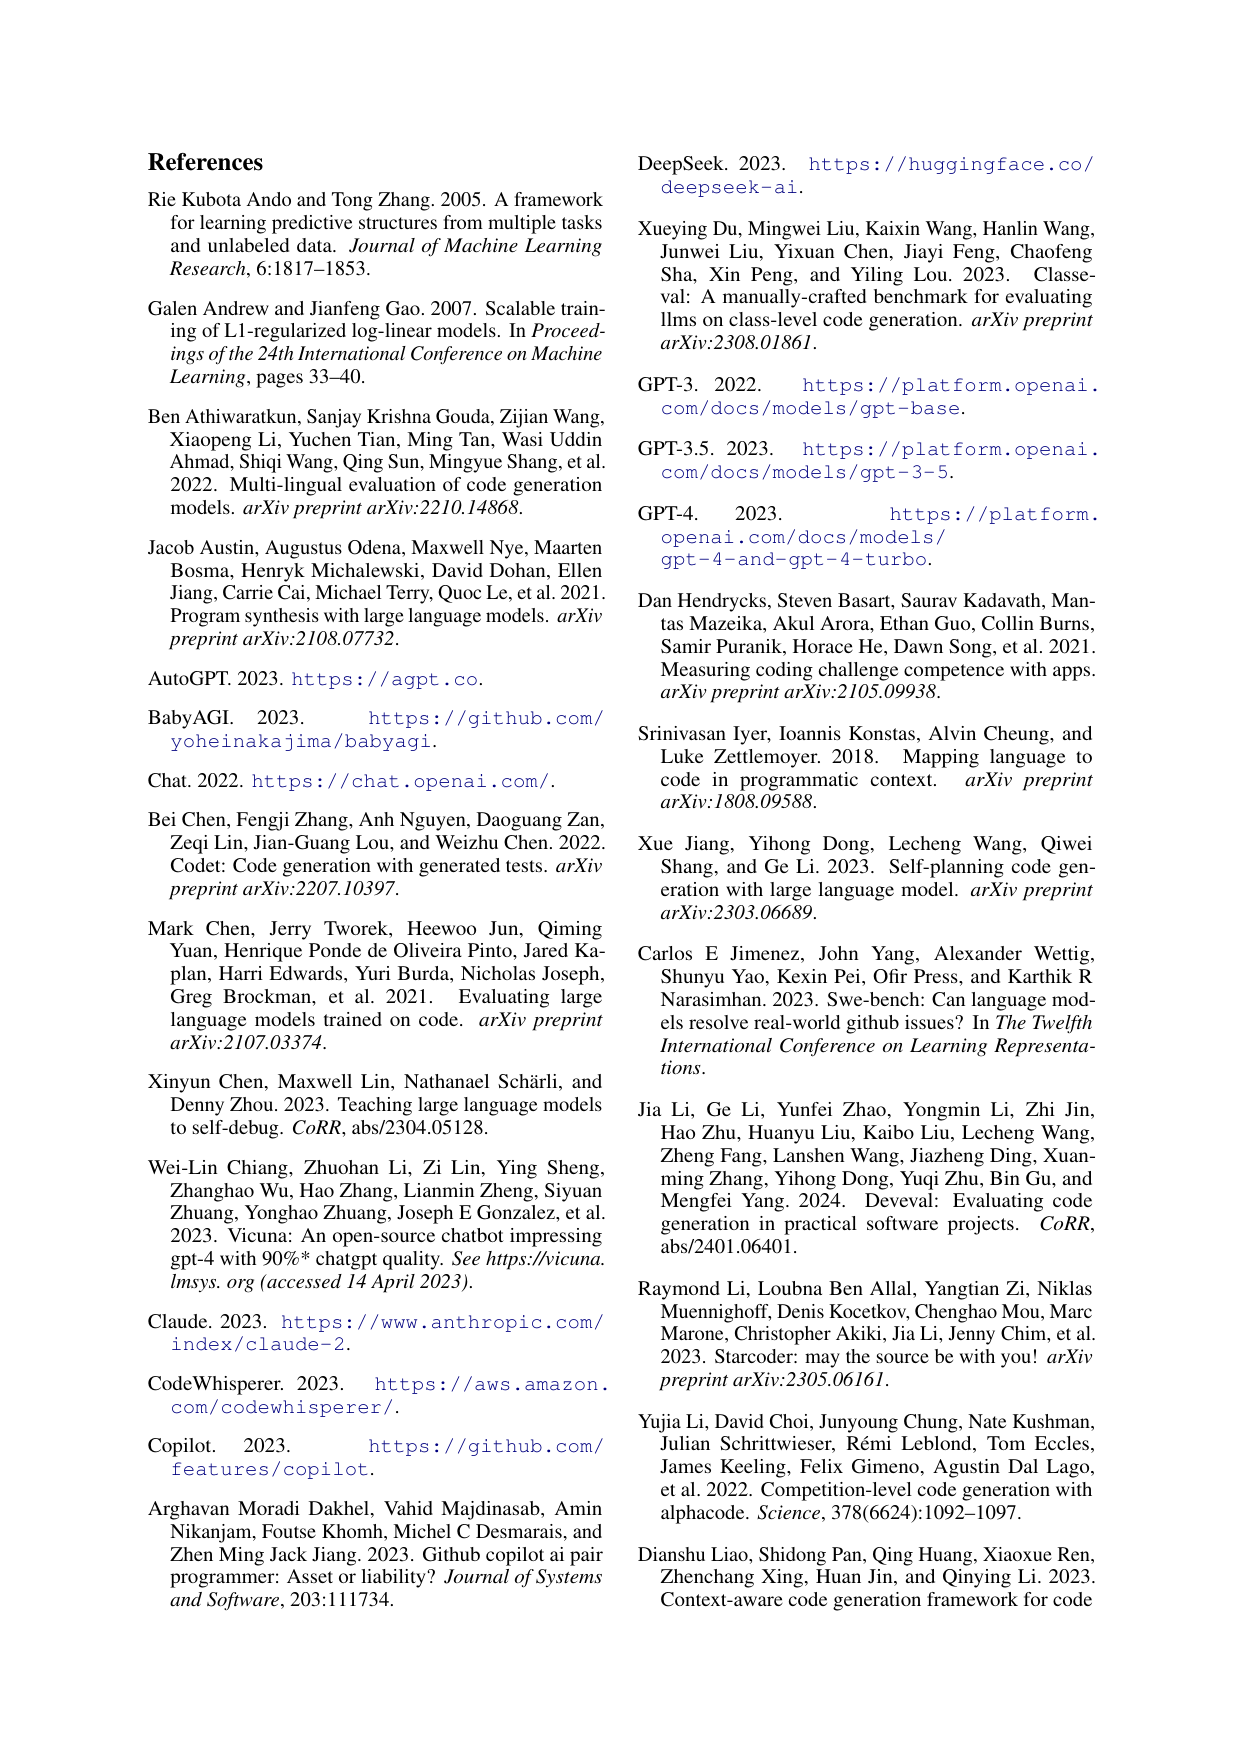 References
Rie Kubota Ando and Tong Zhang. 2005. A framework
for learning predictive structures from multiple tasks
and unlabeled data. Journal of Machine Learning
Research, 6:1817–1853.
Galen Andrew and Jianfeng Gao. 2007. Scalable train-
ing of L1-regularized log-linear models. In Proceed-
ings of the 24th International Conference on Machine
Learning, pages 33–40.
Ben Athiwaratkun, Sanjay Krishna Gouda, Zijian Wang,
Xiaopeng Li, Yuchen Tian, Ming Tan, Wasi Uddin
Ahmad, Shiqi Wang, Qing Sun, Mingyue Shang, et al.
2022. Multi-lingual evaluation of code generation
models. arXiv preprint arXiv:2210.14868.
Jacob Austin, Augustus Odena, Maxwell Nye, Maarten
Bosma, Henryk Michalewski, David Dohan, Ellen
Jiang, Carrie Cai, Michael Terry, Quoc Le, et al. 2021.
Program synthesis with large language models. arXiv
preprint arXiv:2108.07732.
AutoGPT. 2023. https://agpt.co.
BabyAGI. 2023. https://github.com/
yoheinakajima/babyagi.
Chat. 2022. https://chat.openai.com/.
Bei Chen, Fengji Zhang, Anh Nguyen, Daoguang Zan,
Zeqi Lin, Jian-Guang Lou, and Weizhu Chen. 2022.
Codet: Code generation with generated tests. arXiv
preprint arXiv:2207.10397.
Mark Chen, Jerry Tworek, Heewoo Jun, Qiming
Yuan, Henrique Ponde de Oliveira Pinto, Jared Ka-
plan, Harri Edwards, Yuri Burda, Nicholas Joseph,
Greg Brockman, et al. 2021. Evaluating large
language models trained on code. arXiv preprint
arXiv:2107.03374.
Xinyun Chen, Maxwell Lin, Nathanael Schärli, and
Denny Zhou. 2023. Teaching large language models
to self-debug. CoRR, abs/2304.05128.
Wei-Lin Chiang, Zhuohan Li, Zi Lin, Ying Sheng,
Zhanghao Wu, Hao Zhang, Lianmin Zheng, Siyuan
Zhuang, Yonghao Zhuang, Joseph E Gonzalez, et al.
2023. Vicuna: An open-source chatbot impressing
gpt-4 with 90%* chatgpt quality. See https://vicuna.
lmsys. org (accessed 14 April 2023).
Claude. 2023. https://www.anthropic.com/
index/claude-2.
CodeWhisperer. 2023. https://aws.amazon.
com/codewhisperer/.
Copilot. 2023. https://github.com/
features/copilot.
Arghavan Moradi Dakhel, Vahid Majdinasab, Amin
Nikanjam, Foutse Khomh, Michel C Desmarais, and
Zhen Ming Jack Jiang. 2023. Github copilot ai pair
programmer: Asset or liability? Journal of Systems
and Software, 203:111734.
DeepSeek. 2023. https://huggingface.co/
deepseek-ai.
Xueying Du, Mingwei Liu, Kaixin Wang, Hanlin Wang,
Junwei Liu, Yixuan Chen, Jiayi Feng, Chaofeng
Sha, Xin Peng, and Yiling Lou. 2023. Classe-
val: A manually-crafted benchmark for evaluating
llms on class-level code generation. arXiv preprint
arXiv:2308.01861.
GPT-3. 2022. https://platform.openai.
com/docs/models/gpt-base.
GPT-3.5. 2023. https://platform.openai.
com/docs/models/gpt-3-5.
GPT-4. 2023. https://platform.
openai.com/docs/models/
gpt-4-and-gpt-4-turbo.
Dan Hendrycks, Steven Basart, Saurav Kadavath, Man-
tas Mazeika, Akul Arora, Ethan Guo, Collin Burns,
Samir Puranik, Horace He, Dawn Song, et al. 2021.
Measuring coding challenge competence with apps.
arXiv preprint arXiv:2105.09938.
Srinivasan Iyer, Ioannis Konstas, Alvin Cheung, and
Luke Zettlemoyer. 2018. Mapping language to
code in programmatic context. arXiv preprint
arXiv:1808.09588.
Xue Jiang, Yihong Dong, Lecheng Wang, Qiwei
Shang, and Ge Li. 2023. Self-planning code gen-
eration with large language model. arXiv preprint
arXiv:2303.06689.
Carlos E Jimenez, John Yang, Alexander Wettig,
Shunyu Yao, Kexin Pei, Ofir Press, and Karthik R
Narasimhan. 2023. Swe-bench: Can language mod-
els resolve real-world github issues? In The Twelfth
International Conference on Learning Representa-
tions.
Jia Li, Ge Li, Yunfei Zhao, Yongmin Li, Zhi Jin,
Hao Zhu, Huanyu Liu, Kaibo Liu, Lecheng Wang,
Zheng Fang, Lanshen Wang, Jiazheng Ding, Xuan-
ming Zhang, Yihong Dong, Yuqi Zhu, Bin Gu, and
Mengfei Yang. 2024. Deveval: Evaluating code
generation in practical software projects. CoRR,
abs/2401.06401.
Raymond Li, Loubna Ben Allal, Yangtian Zi, Niklas
Muennighoff, Denis Kocetkov, Chenghao Mou, Marc
Marone, Christopher Akiki, Jia Li, Jenny Chim, et al.
2023. Starcoder: may the source be with you! arXiv
preprint arXiv:2305.06161.
Yujia Li, David Choi, Junyoung Chung, Nate Kushman,
Julian Schrittwieser, Rémi Leblond, Tom Eccles,
James Keeling, Felix Gimeno, Agustin Dal Lago,
et al. 2022. Competition-level code generation with
alphacode. Science, 378(6624):1092–1097.
Dianshu Liao, Shidong Pan, Qing Huang, Xiaoxue Ren,
Zhenchang Xing, Huan Jin, and Qinying Li. 2023.
Context-aware code generation framework for code